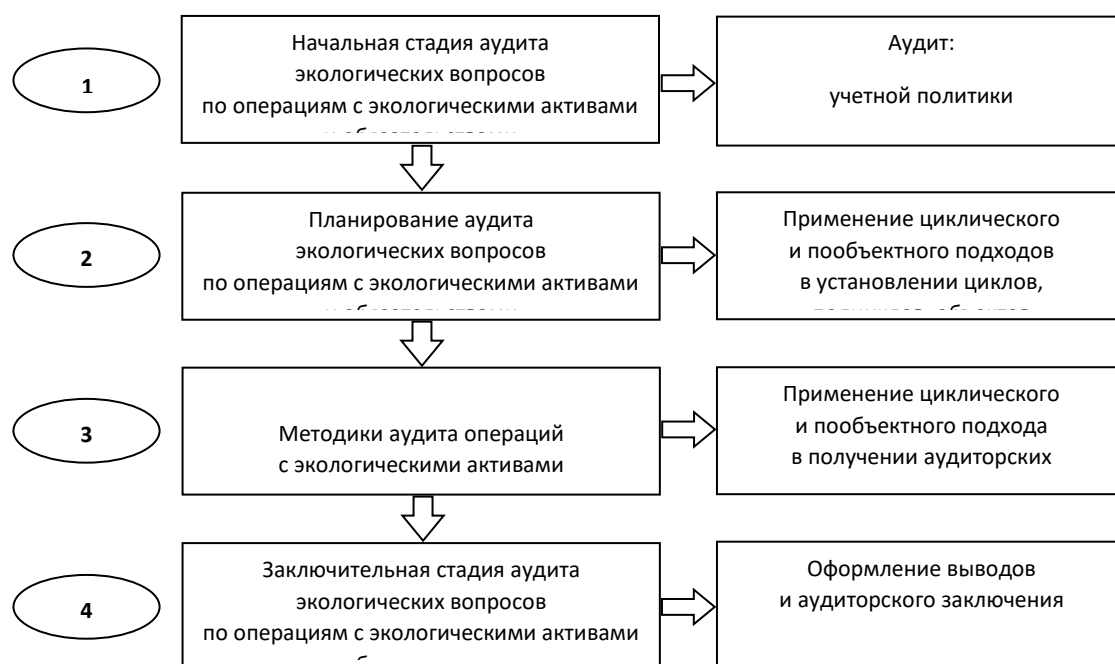 1
Начальная стадия аудита
экологических вопросов
по операциям с экологическими активами
Аудит:
учетной политики
2
Планирование аудита
экологических вопросов
по операциям с экологическими активами
Применение циклического
и пообъектного подходов
в установлении циклов,
3
Методики аудита операций
с экологическими активами
Применение циклического
и пообъектного подхода
в получении аудиторских
4
Заключительная стадия аудита
экологических вопросов
по операциям с экологическими активами
Оформление выводов
и аудиторского заключения